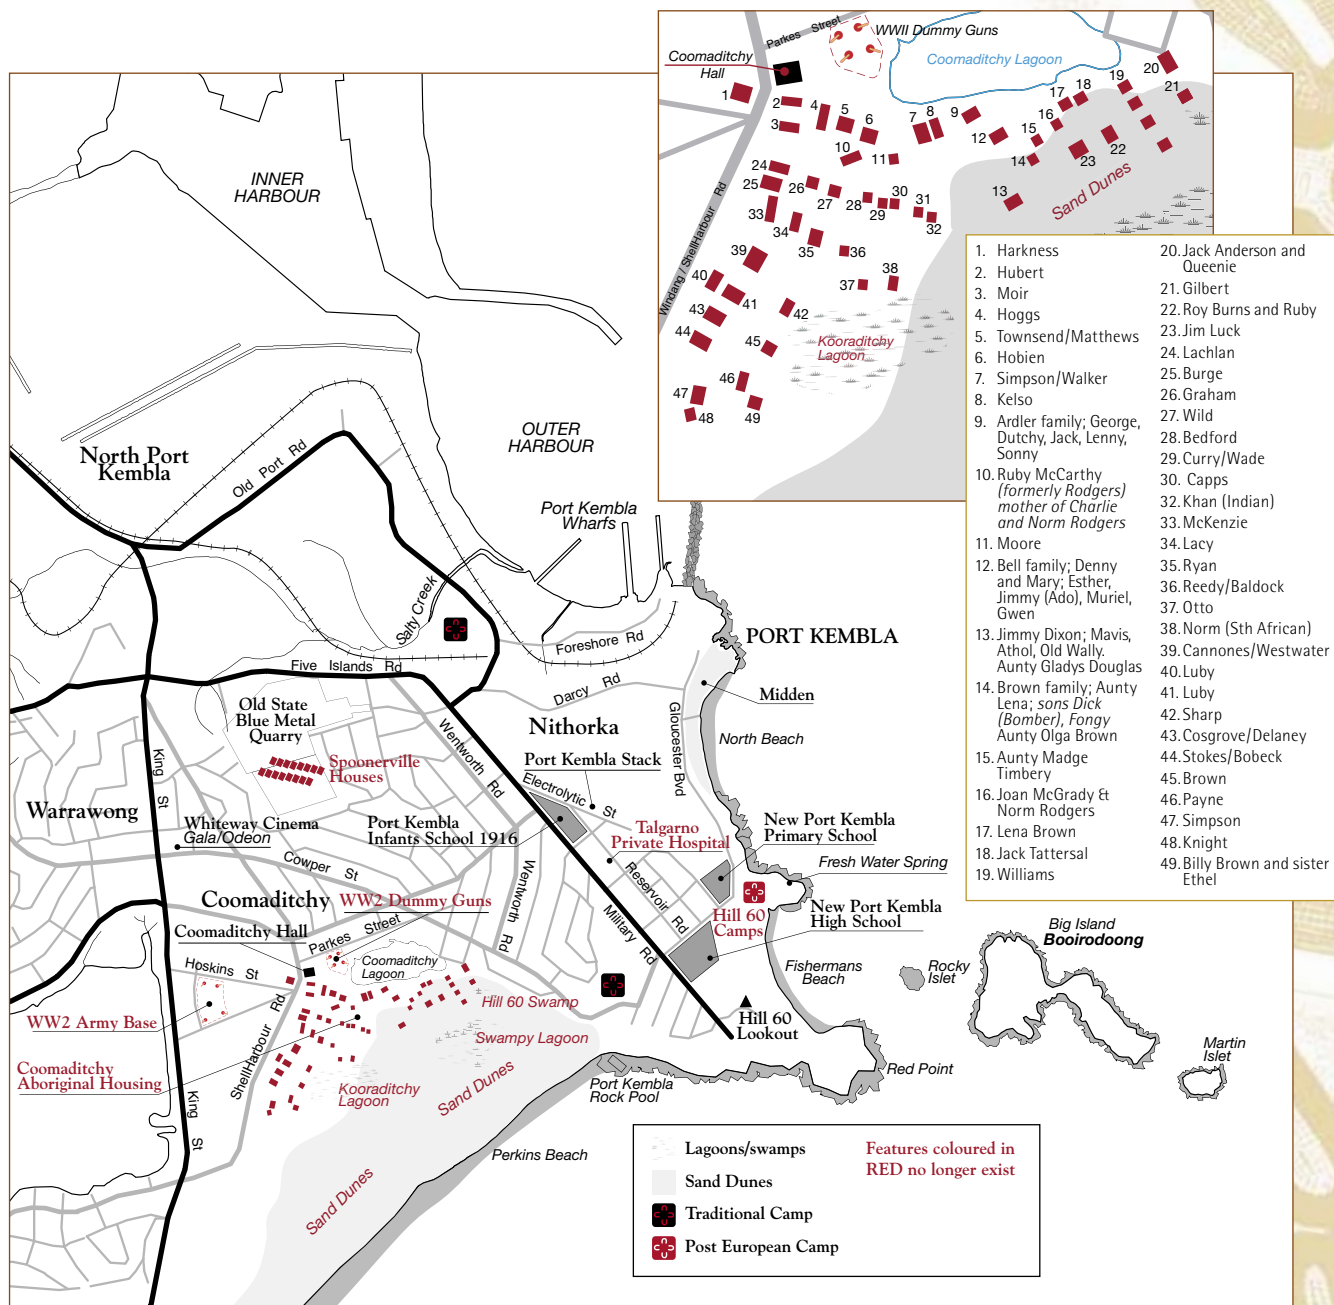 Parkes Street
WWII Dummy Guns
Coomaditchy
Hall
Coomaditchy Lagoon
1
2
3
4
5
6
7
8
9
10
11
12
13
14
15
16
17
18
19
20
21
22
23
24
25
26
27
28
29
30
31
32
33
34
35
36
37
38
39
40
41
42
43
44
45
46
47
48
49
Sand Dunes
Windang / ShellHarbour Rd
Kooraditchy
Lagoon
1. Harkness
2. Hubert
3. Moir
4. Hoggs
5. Townsend/Matthews
6. Hobien
7. Simpson/Walker
8. Kelso
9. Ardler family; George,
Dutchy, Jack, Lenny,
Sonny
10. Ruby McCarthy
(formerly Rodgers)
mother of Charlie
and Norm Rodgers
11. Moore
12. Bell family; Denny
and Mary; Esther,
Jimmy (Ado), Muriel,
Gwen
13. Jimmy Dixon; Mavis,
Athol, Old Wally.
Aunty Gladys Douglas
14. Brown family; Aunty
Lena; sons Dick
(Bomber), Fongy
Aunty Olga Brown
15. Aunty Madge
Timbery
16. Joan McGrady &
Norm Rodgers
17. Lena Brown
18. Jack Tattersal
19. Williams
20. Jack Anderson and
Queenie
21. Gilbert
22. Roy Burns and Ruby
23. Jim Luck
24. Lachlan
25. Burge
26. Graham
27. Wild
28. Bedford
29. Curry/Wade
30. Capps
32. Khan (Indian)
33. McKenzie
34. Lacy
35. Ryan
36. Reedy/Baldock
37. Otto
38. Norm (Sth African)
39. Cannones/Westwater
40. Luby
41. Luby
42. Sharp
43. Cosgrove/Delaney
44. Stokes/Bobeck
45. Brown
46. Payne
47. Simpson
48. Knight
49. Billy Brown and sister
Ethel
INNER
HARBOUR
OUTER
HARBOUR
North Port
Kembla
Old Port Rd
Port Kembla
Wharfs
Salty Creek
Foreshore Rd
PORT KEMBLA
Five Islands Rd
Darcy Rd
Midden
Old State
Blue Metal
Quarry
Nithorka
Gloucester Bvd
North Beach
Wentworth Rd
Port Kembla Stack
King St
Spoonerville
Houses
Electrolytic St
Warrawong
Whiteway Cinema
Gala/Odeon
Port Kembla
Infants School 1916
Talgarno
Private Hospital
New Port Kembla
Primary School
Cowper St
Fresh Water Spring
Wentworth Rd
Reservoir Rd
Coomaditchy
WW2 Dummy Guns
Hill 60
Camps
New Port Kembla
High School
Military Rd
Coomaditchy Hall
Parkes Street
Coomaditchy
Lagoon
Hoskins St
Fishermans
Beach
Rocky
Islet
Big Island
Booirodoong
Hill 60 Swamp
WW2 Army Base
Hill 60
Lookout
Swampy Lagoon
ShellHarbour Rd
Martin
Islet
Coomaditchy
Aboriginal Housing
Red Point
Kooraditchy
Lagoon
Sand Dunes
Port Kembla
Rock Pool
King St
Perkins Beach
Sand Dunes
Lagoons/swamps
Sand Dunes
Traditional Camp
Post European Camp
Features coloured in
RED no longer exist